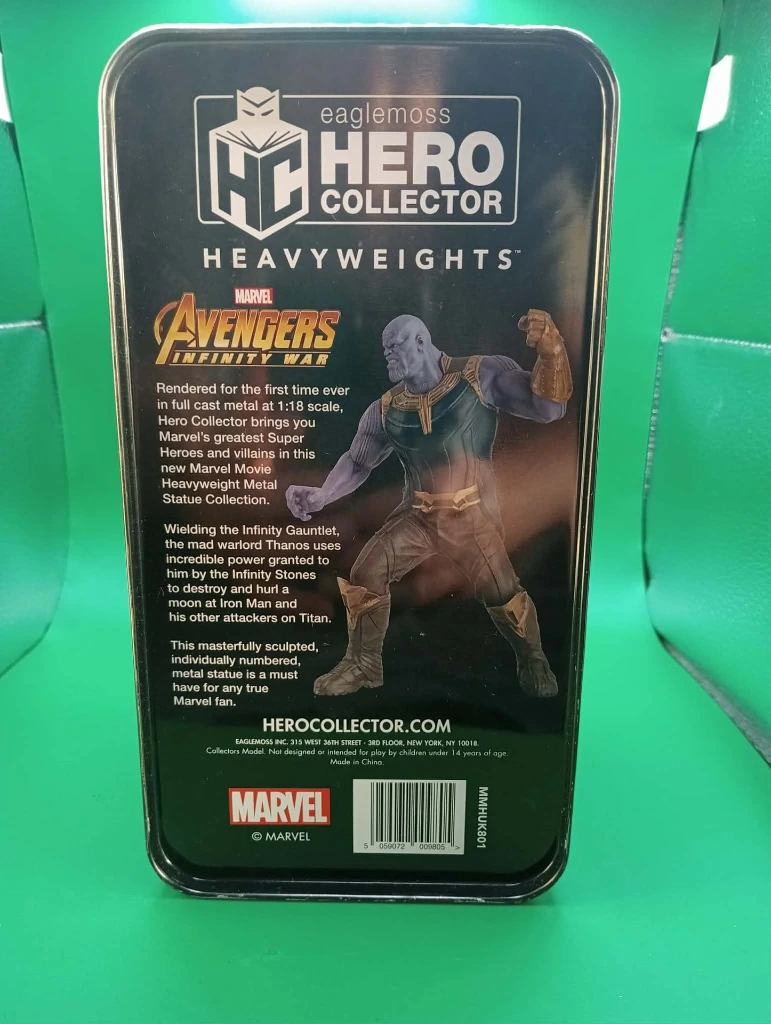 eaglemoss
HC HERO
COLLECTOR
HEAVYWEIGHTS™
MARVEL
AVENGERS
INFINITY WAR
Rendered for the first time ever
in full cast metal at 1:18 scale,
Hero Collector brings you
Marvel's greatest Super
Heroes and villains in this
new Marvel Movie
Heavyweight Metal
Statue Collection.
Wielding the Infinity Gauntlet,
the mad warlord Thanos uses
incredible power granted to
him by the Infinity Stones
to destroy and hurl a
moon at Iron Man and
his other attackers on Titan.
This masterfully sculpted,
individually numbered,
metal statue is a must
have for any true
Marvel fan.
HEROCOLLECTOR.COM
EAGLEMOSS INC. 315 WEST 36TH STREET - 3RD FLOOR, NEW YORK, NY 10018.
Collectors Model. Not designed or intended for play by children under 14 years of age.
Made in China.
MARVEL
© MARVEL
5 059072 009805 >
MMHUK801